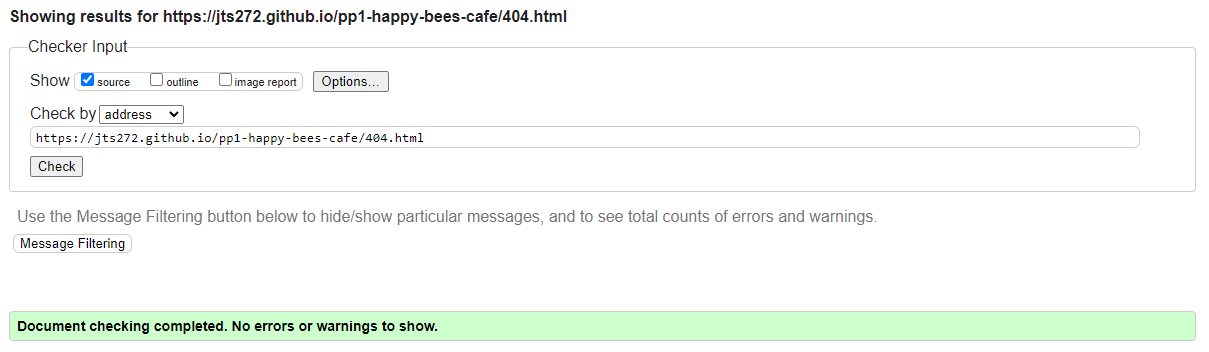 Showing results for https://jts272.github.io/pp1-happy-bees-cafe/404.html
Checker Input
Show source outline image report Options...
Check by address
https://jts272.github.io/pp1-happy-bees-cafe/404.html
Check
Use the Message Filtering button below to hide/show particular messages, and to see total counts of errors and warnings.
Message Filtering
Document checking completed. No errors or warnings to show.